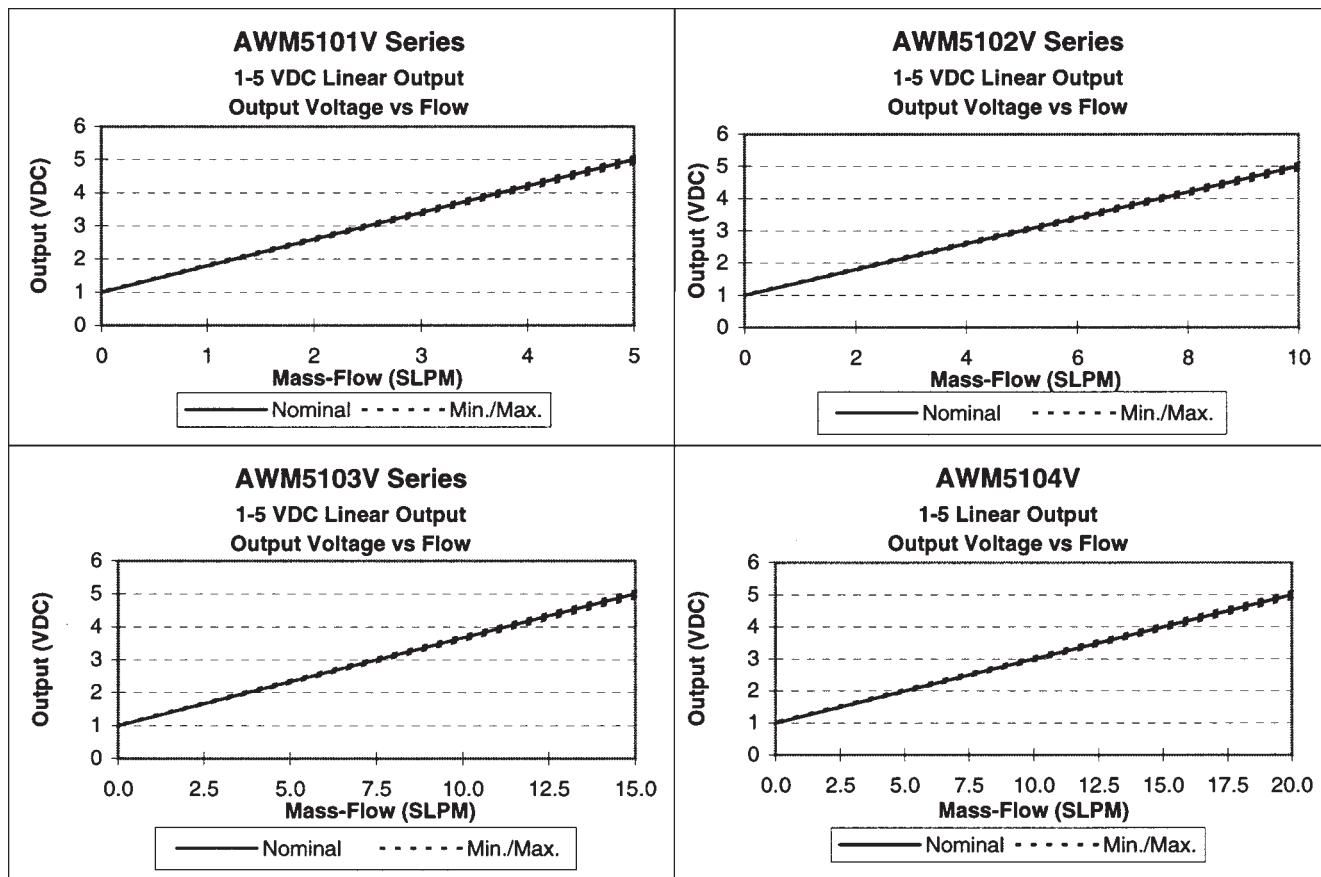 AWM5101V Series
1-5 VDC Linear Output
Output Voltage vs Flow
6
5
4
3
2
1
0
Output (VDC)
0 1 2 3 4 5
Mass-Flow (SLPM)
Nominal Min./Max.
AWM5102V Series
1-5 VDC Linear Output
Output Voltage vs Flow
6
5
4
3
2
1
0
Output (VDC)
0 2 4 6 8 10
Mass-Flow (SLPM)
Nominal Min./Max.
AWM5103V Series
1-5 VDC Linear Output
Output Voltage vs Flow
6
5
4
3
2
1
0
Output (VDC)
0.0 2.5 5.0 7.5 10.0 12.5 15.0
Mass-Flow (SLPM)
Nominal Min./Max.
AWM5104V
1-5 Linear Output
Output Voltage vs Flow
6
5
4
3
2
1
0
Output (VDC)
0.0 2.5 5.0 7.5 10.0 12.5 15.0 17.5 20.0
Mass-Flow (SLPM)
Nominal Min./Max.